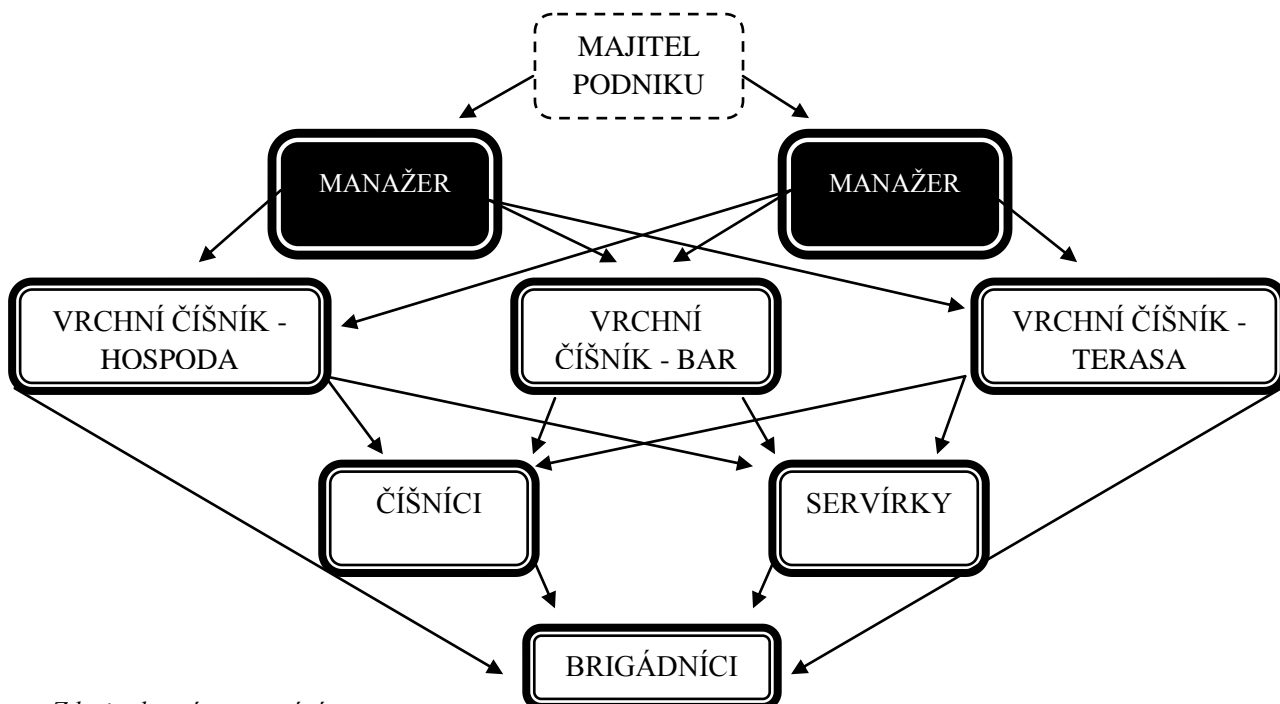 MAJITEL
PODNIKU
MANAŽER
MANAŽER
VRCHNÍ ČÍŠNÍK -
HOSPODA
VRCHNÍ
ČÍŠNÍK - BAR
VRCHNÍ ČÍŠNÍK -
TERASA
ČÍŠNÍCI
SERVÍRKY
BRIGÁDNÍCI